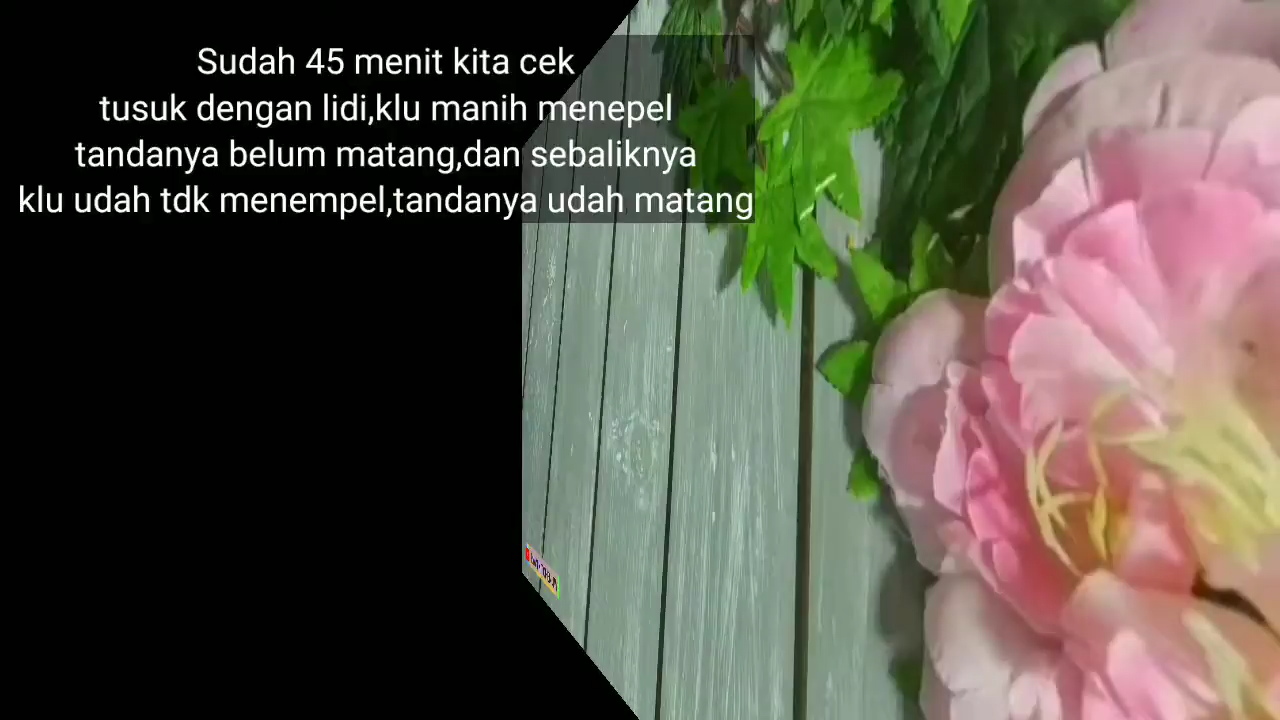 Sudah 45 menit kita cek
tusuk dengan lidi,klu manih menepel
tandanya belum matang,dan sebaliknya
klu udah tdk menempel,tandanya udah matang